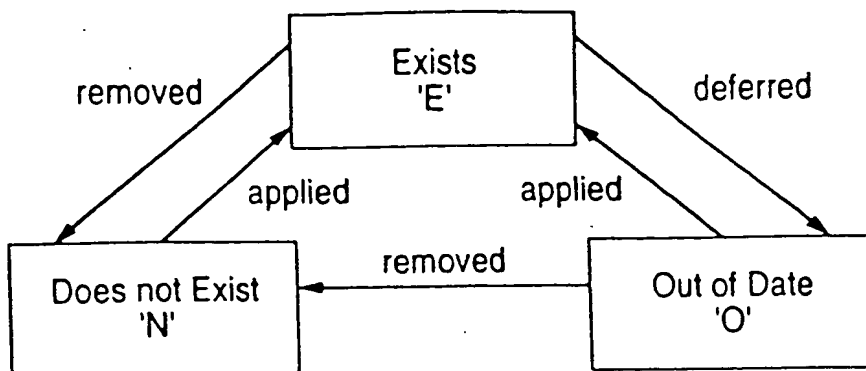 Exists
'E'
removed
deferred
applied
applied
removed
Does not Exist
'N'
Out of Date
'O'